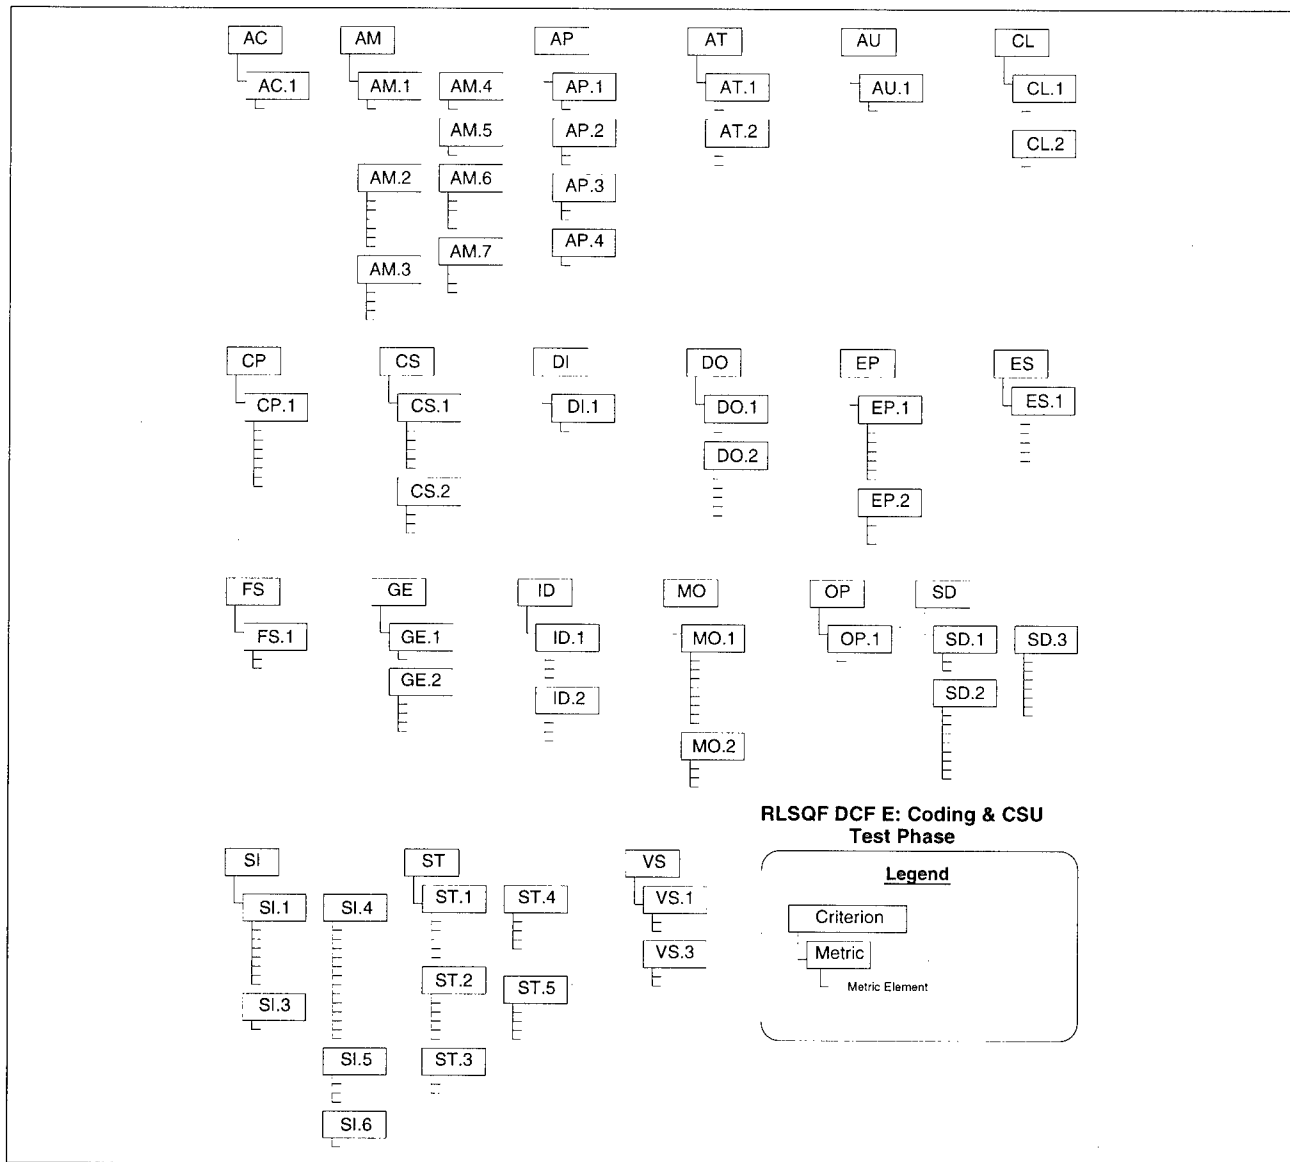 AC AM AP AT AU CL
AC.1 AM.1 AM.4 AP.1 AT.1 AU.1 CL.1
AM.5 AP.2 AT.2 CL.2
AM.2 AM.6 AP.3
AM.3 AM.7 AP.4
CP CS DI DO EP ES
CP.1 CS.1 DI.1 DO.1 EP.1 ES.1
DO.2
CS.2 EP.2
FS GE ID MO OP SD
FS.1 GE.1 ID.1 MO.1 OP.1 SD.1 SD.3
GE.2 ID.2 SD.2
MO.2
RLSQF DCF E: Coding & CSU
Test Phase
SI ST VS
SI.1 SI.4 ST.1 ST.4 VS.1
VS.3
ST.2 ST.5
SI.3
SI.5 ST.3
SI.6
Legend
Criterion
Metric
Metric Element